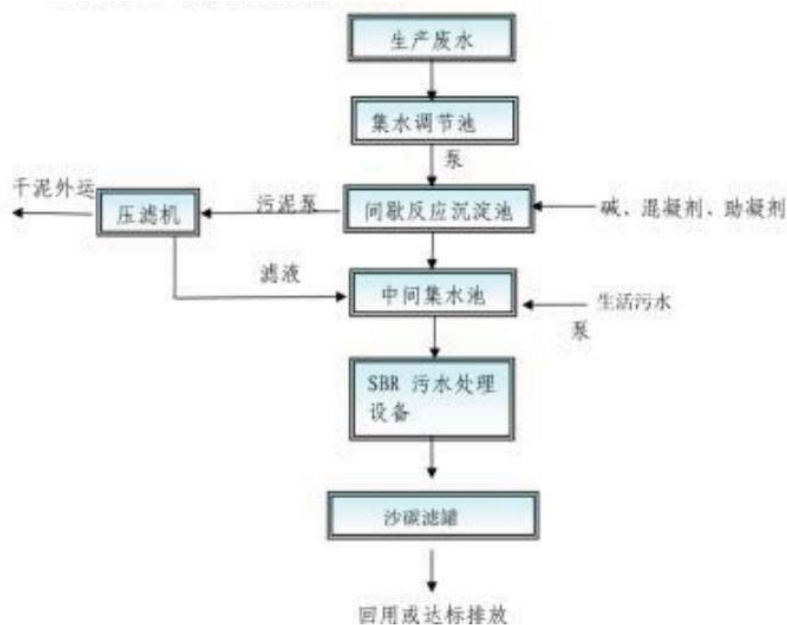 生产废水
集水调节池
泵
干泥外运
压滤机
污泥泵
间歇反应沉淀池
碱、混凝剂、助凝剂
滤液
中间集水池
生活污水
泵
SBR 污水处理
设备
沙碳滤罐
回用或达标排放